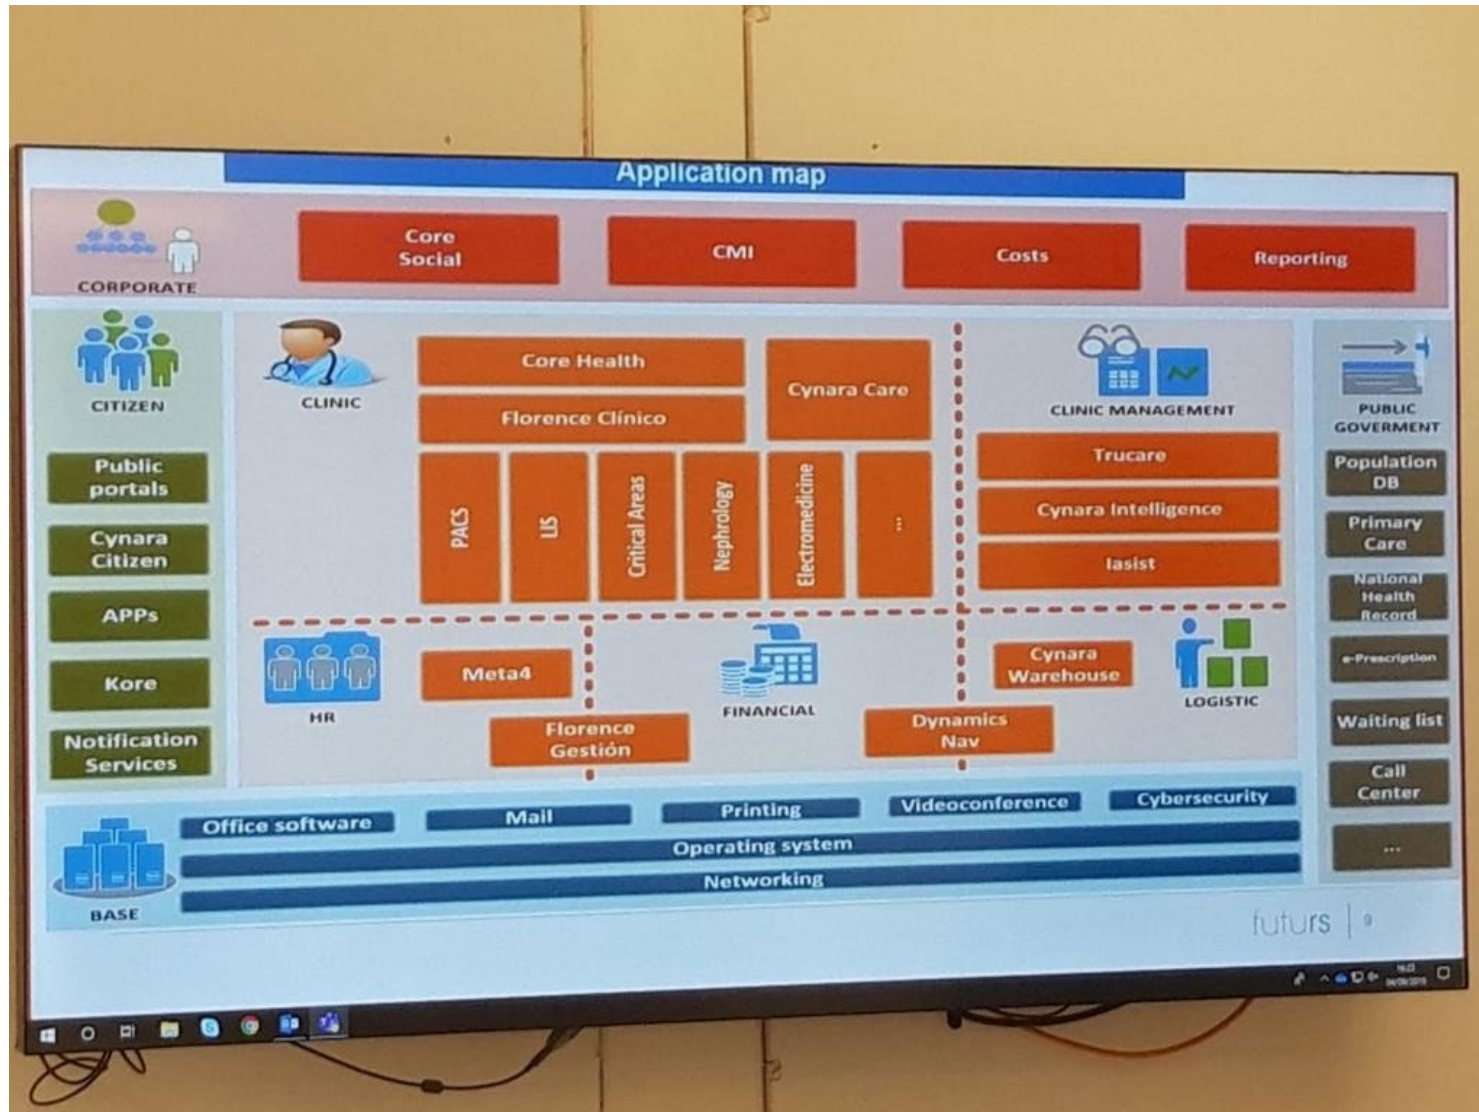 Application map
CORPORATE
Core
Social
CMI
Costs
Reporting
CITIZEN
Public
portals
Cynara
Citizen
APPs
Kore
Notification
Services
CLINIC
Core Health
Florence Clínico
Cynara Care
PACS
LIS
Critical Areas
Nephrology
Electromedicine
...
CLINIC MANAGEMENT
Trucare
Cynara Intelligence
Iasist
HR
Meta4
Florence
Gestión
FINANCIAL
Dynamics
Nav
Cynara
Warehouse
LOGISTIC
PUBLIC
GOVERMENT
Population
DB
Primary
Care
National
Health
Record
e-Prescription
Waiting list
Call
Center
...
BASE
Office software
Mail
Printing
Videoconference
Cybersecurity
Operating system
Networking
futurs | 9